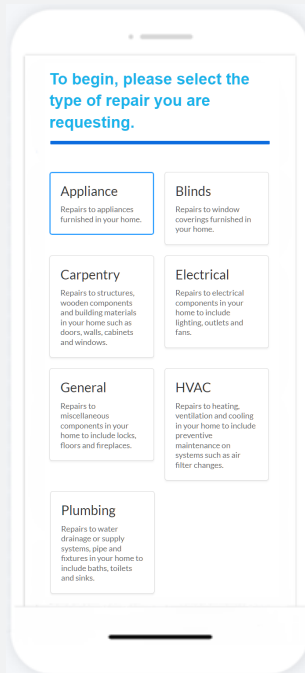 To begin, please select the
type of repair you are
requesting.
Appliance
Repairs to appliances
furnished in your home.
Blinds
Repairs to window
coverings furnished in
your home.
Carpentry
Repairs to structures,
wooden components
and building materials
in your home such as
doors, walls, cabinets
and windows.
Electrical
Repairs to electrical
components in your
home to include
lighting, outlets and
fans.
General
Repairs to
miscellaneous
components in your
home to include locks,
floors and fireplaces.
HVAC
Repairs to heating,
ventilation and cooling
in your home to include
preventive
maintenance on
systems such as air
filter changes.
Plumbing
Repairs to water
drainage or supply
systems, pipe and
fixtures in your home to
include baths, toilets
and sinks.